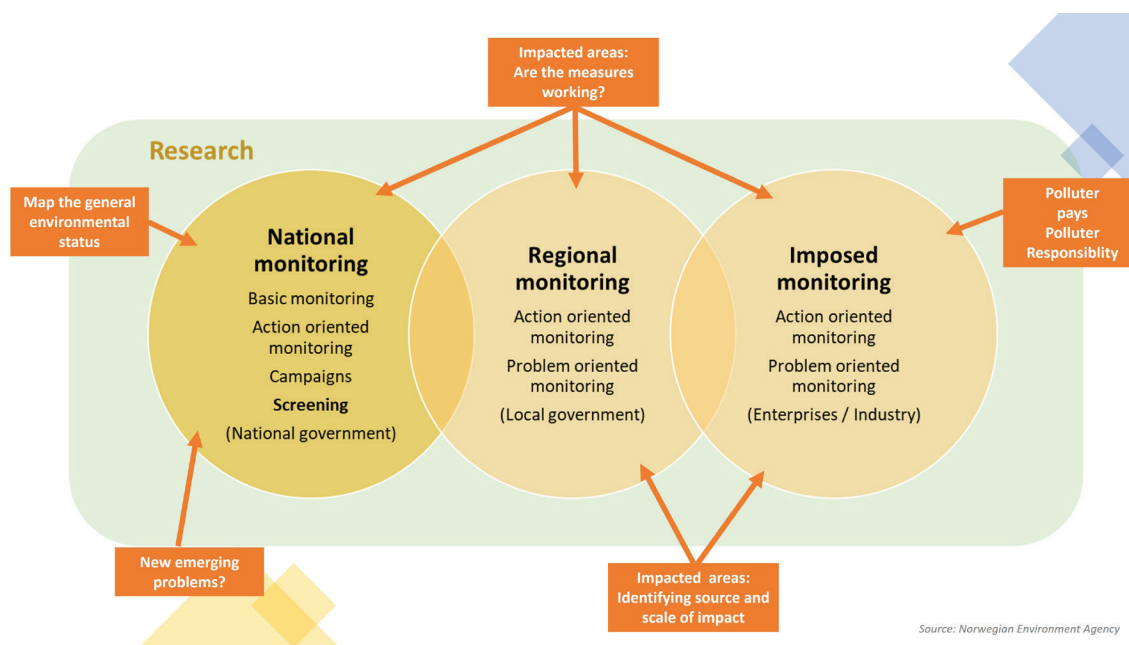 Impacted areas:
Are the measures
working?
Research
Map the general
environmental
status
Polluter
pays
Polluter
Responsiblity
National
monitoring
Basic monitoring
Action oriented
monitoring
Campaigns
Screening
(National government)
Regional
monitoring
Action oriented
monitoring
Problem oriented
monitoring
(Local government)
Imposed
monitoring
Action oriented
monitoring
Problem oriented
monitoring
(Enterprises / Industry)
New emerging
problems?
Impacted areas:
Identifying source and
scale of impact
Source: Norwegian Environment Agency